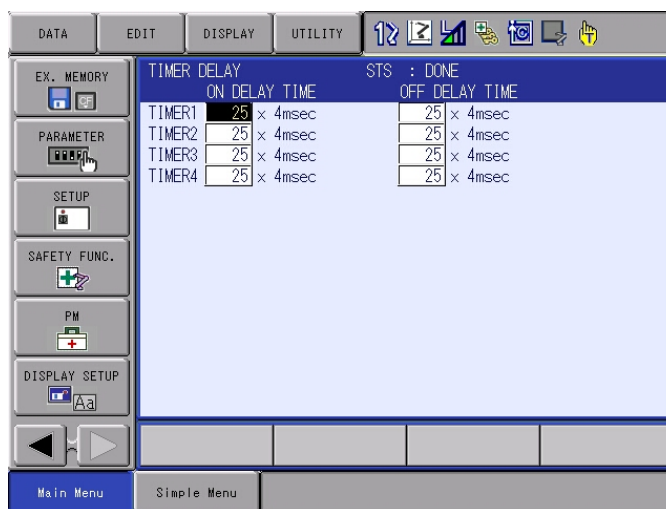 DATA EDIT DISPLAY UTILITY
EX. MEMORY
CF
PARAMETER
SETUP
SAFETY FUNC.
PM
DISPLAY SETUP
Aa
TIMER DELAY STS : DONE
ON DELAY TIME OFF DELAY TIME
TIMER1 25 × 4msec 25 × 4msec
TIMER2 25 × 4msec 25 × 4msec
TIMER3 25 × 4msec 25 × 4msec
TIMER4 25 × 4msec 25 × 4msec
Main Menu Simple Menu